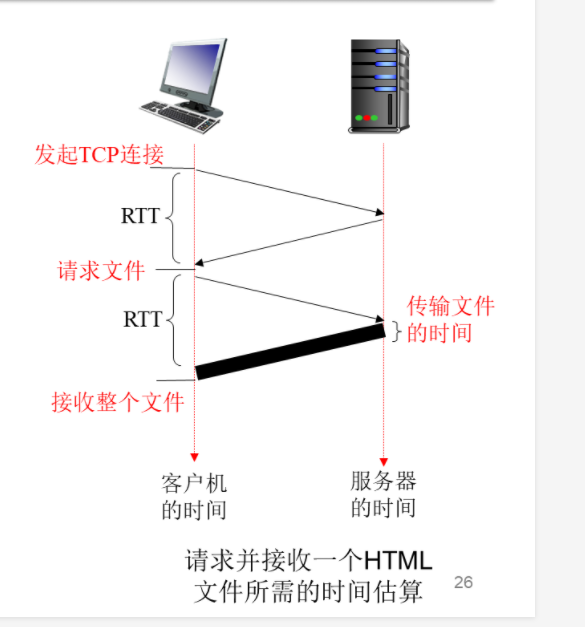 发起TCP连接
RTT
请求文件
RTT
传输文件
的时间
接收整个文件
客户机
的时间
服务器
的时间
请求并接收一个HTML
文件所需的时间估算
26